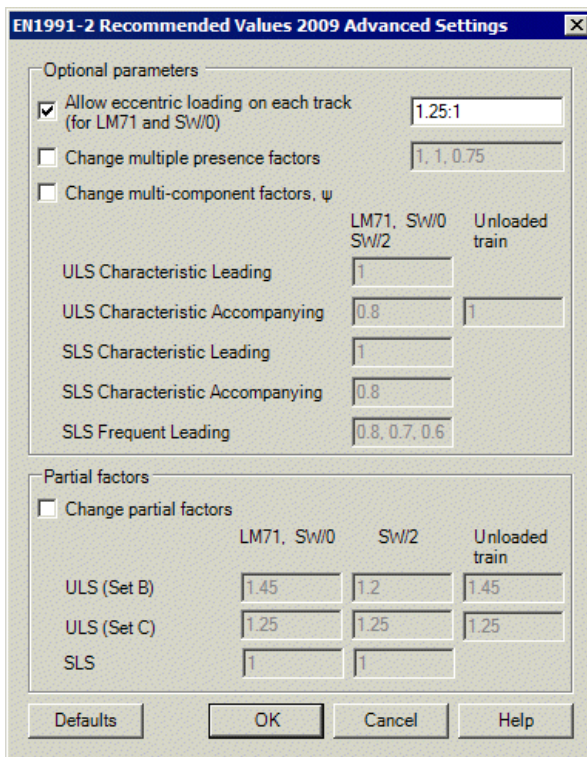 EN1991-2 Recommended Values 2009 Advanced Settings
Optional parameters
Allow eccentric loading on each track
(for LM71 and SW/0)
1.25:1
Change multiple presence factors
1, 1, 0.75
Change multi-component factors, ψ
LM71, SW/0 Unloaded
SW/2 train
ULS Characteristic Leading 1
ULS Characteristic Accompanying 0.8 1
SLS Characteristic Leading 1
SLS Characteristic Accompanying 0.8
SLS Frequent Leading 0.8, 0.7, 0.6
Partial factors
Change partial factors
LM71, SW/0 SW/2 Unloaded
train
ULS (Set B) 1.45 1.2 1.45
ULS (Set C) 1.25 1.25 1.25
SLS 1 1
Defaults OK Cancel Help